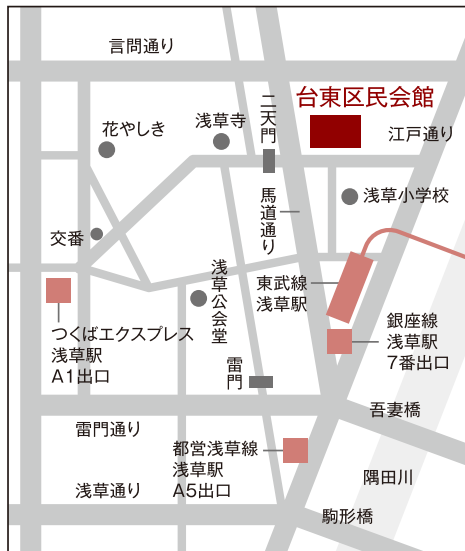 言問通り
台東区民会館
二天門
浅草寺
花やしき
江戸通り
馬道通り
浅草小学校
交番
浅草公会堂
東武線
浅草駅
つくばエクスプレス
浅草駅
A1出口
銀座線
浅草駅
7番出口
雷門
吾妻橋
雷門通り
都営浅草線
浅草駅
A5出口
隅田川
浅草通り
駒形橋